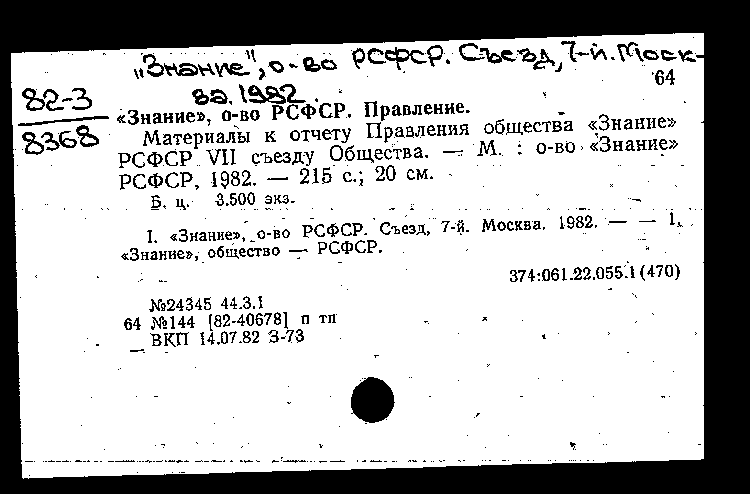 „Знание“, о-во РСФСР. Съезд, 7-й. Моск-
ва. 1982.
64
82-3
8368
«Знание», о-во РСФСР. Правление.
Материалы к отчету Правления общества «Знание»
РСФСР VII съезду Общества. — М. : о-во «Знание»
РСФСР, 1982. — 215 с.; 20 см.
Б. ц. 3.500 экз.
I. «Знание», о-во РСФСР. Съезд, 7-й. Москва. 1982. — — 1.
«Знание», общество — РСФСР.
374:061.22.055.1(470)
№24345 44.3.1
64 №144 [82-40678] п тп
ВКП 14.07.82 З-73